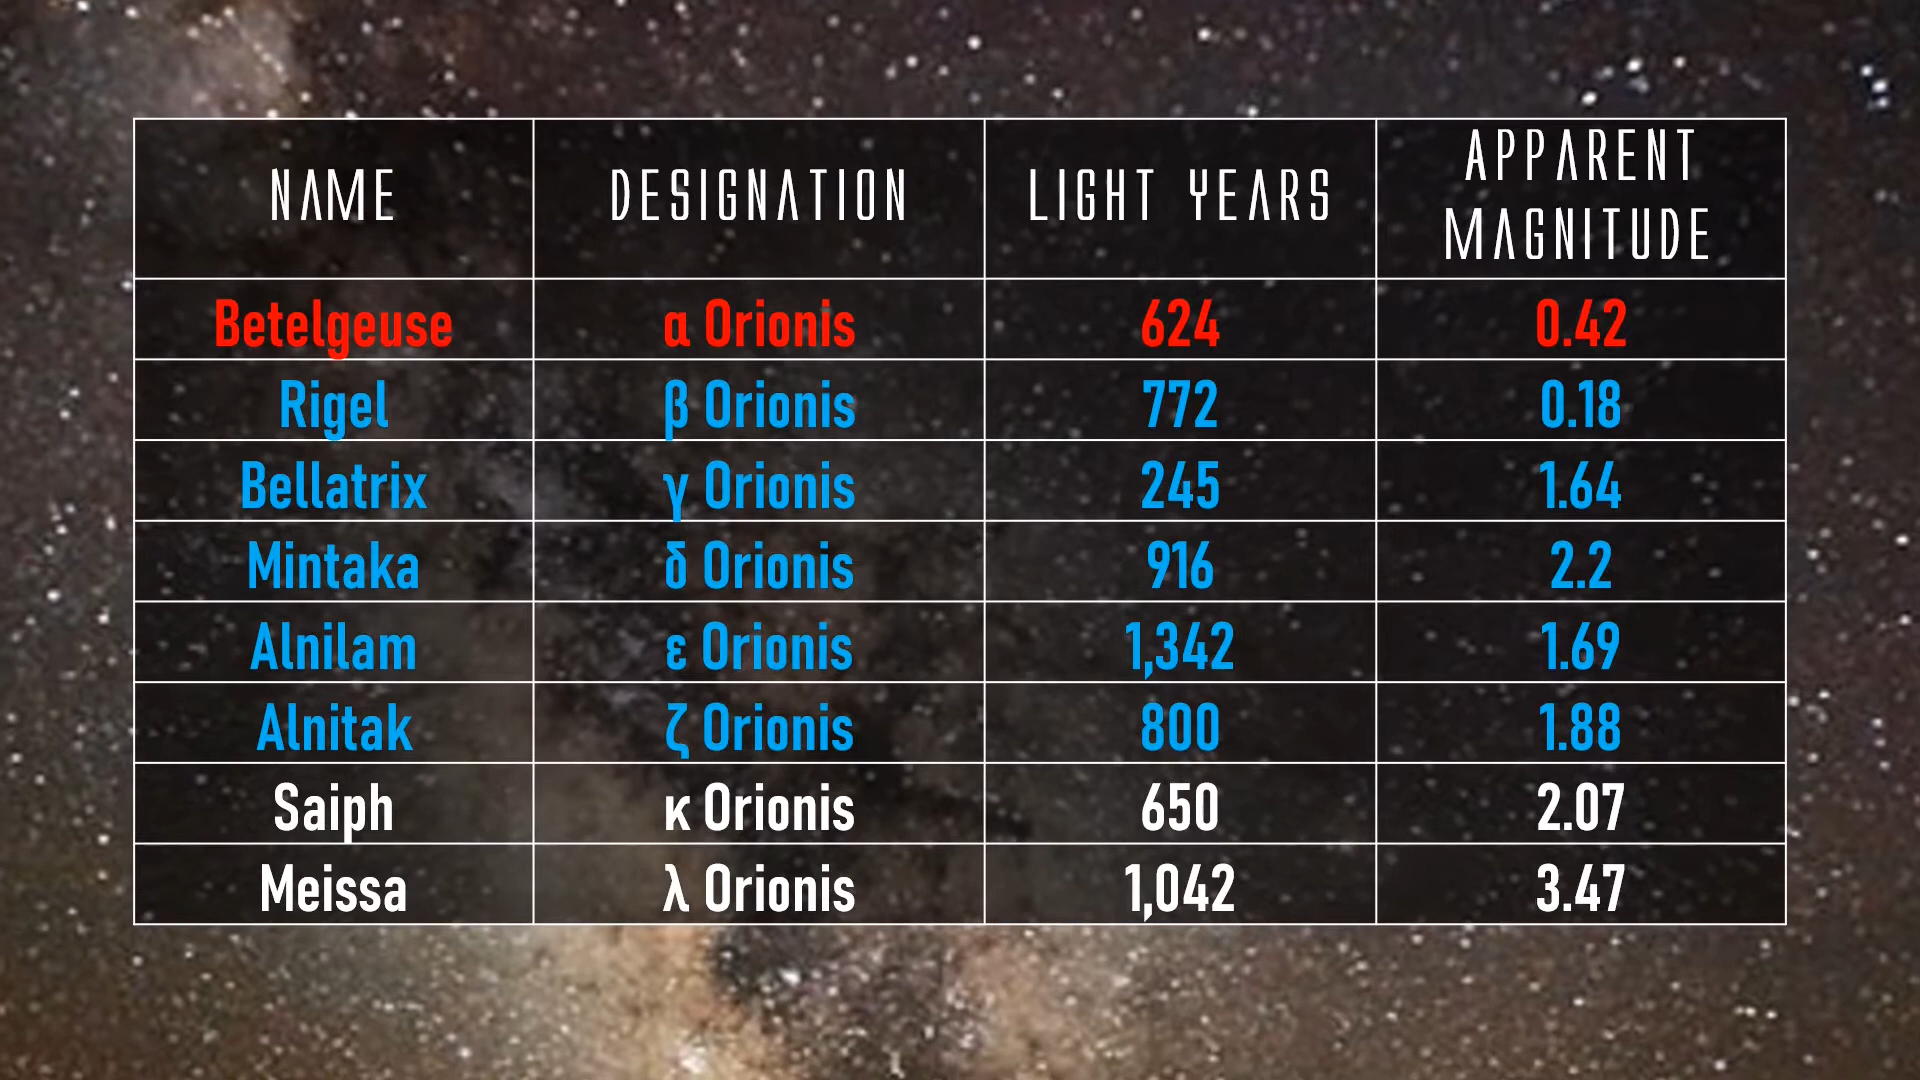 NAME DESIGNATION LIGHT YEARS APPARENT MAGNITUDE
Betelgeuse α Orionis 624 0.42
Rigel β Orionis 772 0.18
Bellatrix γ Orionis 245 1.64
Mintaka δ Orionis 916 2.2
Alnilam ε Orionis 1,342 1.69
Alnitak ζ Orionis 800 1.88
Saiph κ Orionis 650 2.07
Meissa λ Orionis 1,042 3.47